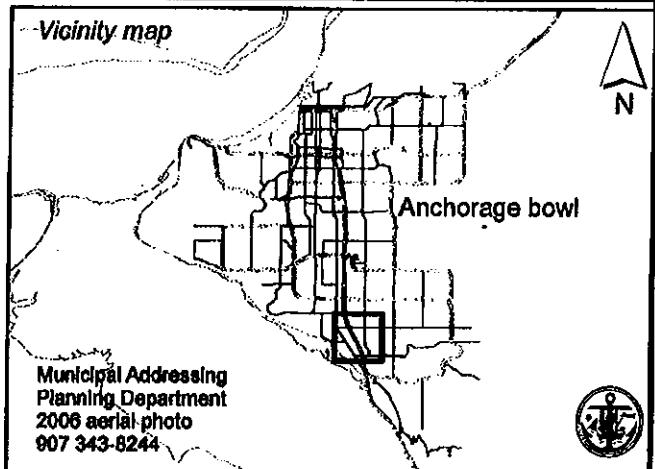 Vicinity map
N
Anchorage bowl
Municipal Addressing
Planning Department
2006 aerial photo
907 343-8244